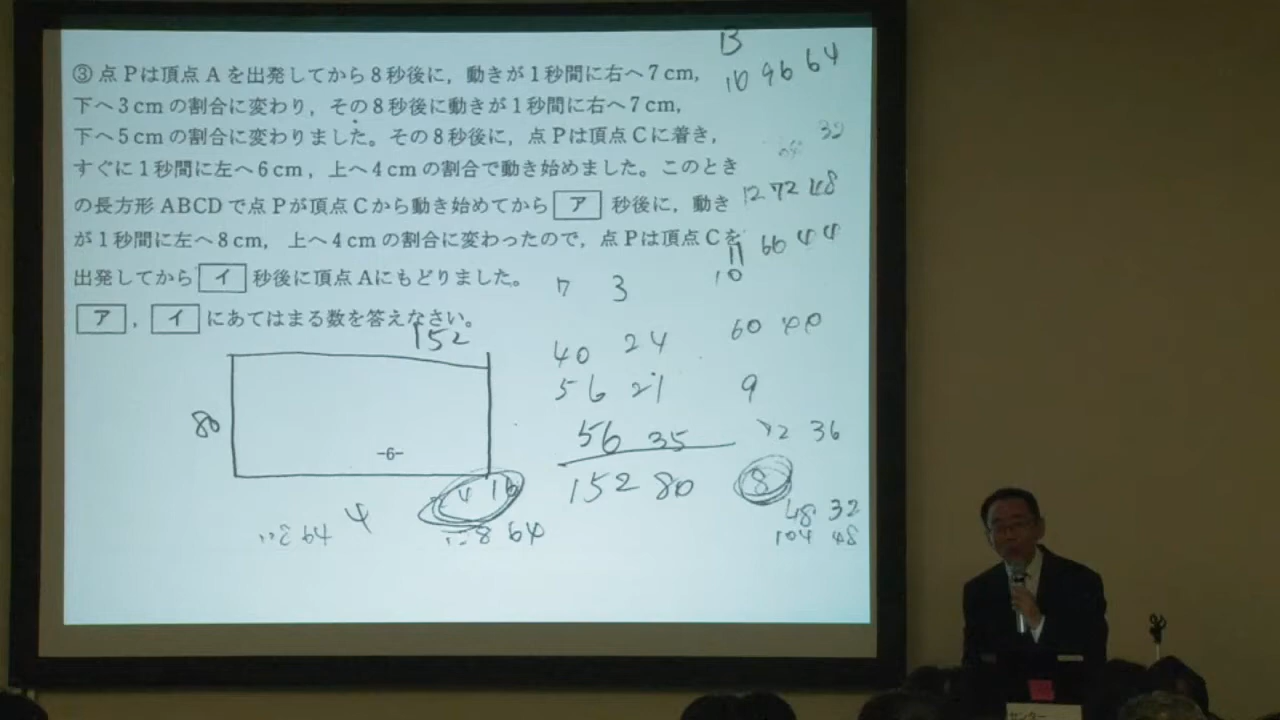 ③ 点Pは頂点Aを出発してから8秒後に，動きが1秒間に右へ7cm，
下へ3cmの割合に変わり，その8秒後に動きが1秒間に右へ7cm，
下へ5cmの割合に変わりました。その8秒後に，点Pは頂点Cに着き，
すぐに1秒間に左へ6cm，上へ4cmの割合で動き始めました。このとき
の長方形ABCDで点Pが頂点Cから動き始めてから ア 秒後に，動き
が1秒間に左へ8cm， 上へ4cmの割合に変わったので，点Pは頂点Cを
出発してから イ 秒後に頂点Aにもどりました。
ア ， イ にあてはまる数を答えなさい。
10 96 64
32
12 72 48
11 66 44
10
60
7 3
40 24
56
56 35
152 80
9
36
8
48 32
104 48
152
80
-6-
4 16
4
64
8 64
センター